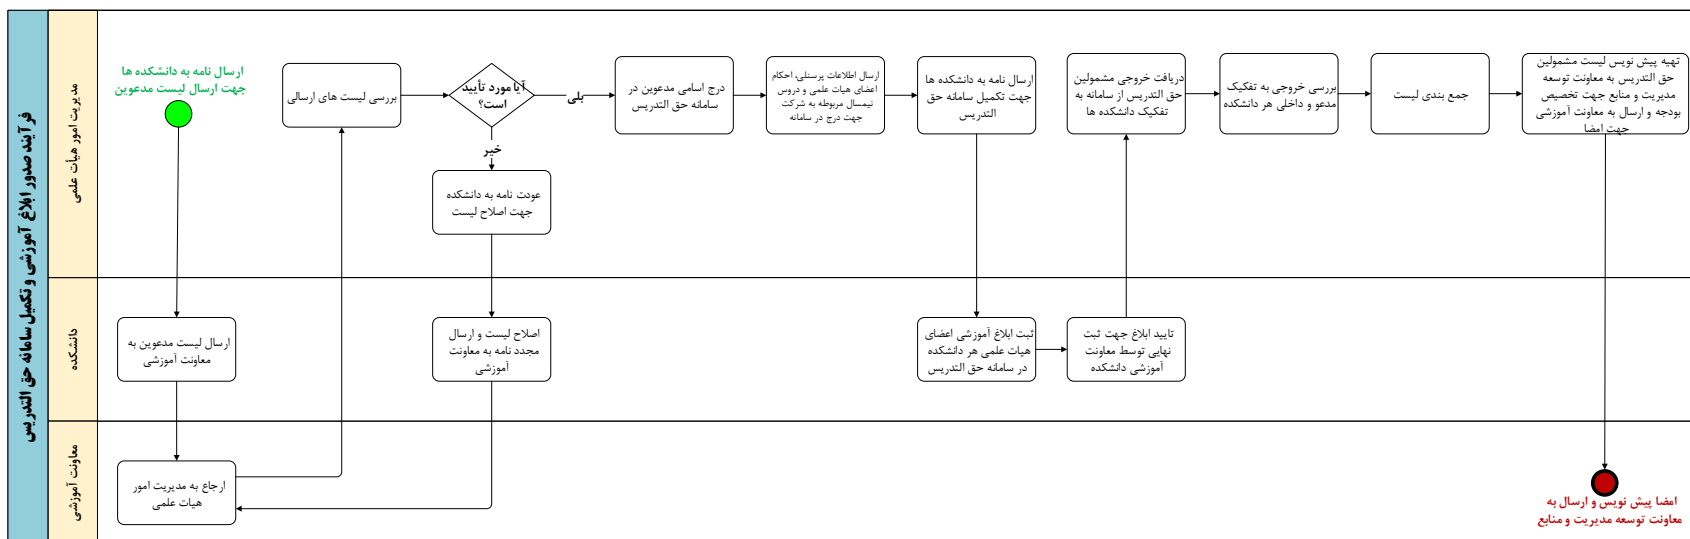 فرآیند صدور ابلاغ آموزشی و تکمیل سامانه حق التدریس
مدیریت امور هیأت علمی
ارسال نامه به دانشکده ها
جهت ارسال لیست مدعوین
بررسی لیست های ارسالی
آیا مورد تأیید
است؟
بلی
خیر
درج اسامی مدعوین در
سامانه حق التدریس
ارسال اطلاعات پرسنلی، احکام
اعضای هیات علمی و دروس
نیمسال مربوطه به شرکت
جهت درج در سامانه
ارسال نامه به دانشکده ها
جهت تکمیل سامانه حق
التدریس
دریافت خروجی مشمولین
حق التدریس از سامانه به
تفکیک دانشکده ها
بررسی خروجی به تفکیک
مدعو و داخلی هر دانشکده
جمع بندی لیست
تهیه پیش نویس لیست مشمولین
حق التدریس به معاونت توسعه
مدیریت و منابع جهت تخصیص
بودجه و ارسال به معاونت آموزشی
جهت امضا
عودت نامه به دانشکده
جهت اصلاح لیست
دانشکده
ارسال لیست مدعوین به
معاونت آموزشی
اصلاح لیست و ارسال
مجدد نامه به معاونت
آموزشی
ثبت ابلاغ آموزشی اعضای
هیات علمی هر دانشکده
در سامانه حق التدریس
تایید ابلاغ جهت ثبت
نهایی توسط معاونت
آموزشی دانشکده
معاونت آموزشی
ارجاع به مدیریت امور
هیات علمی
امضا پیش نویس و ارسال به
معاونت توسعه مدیریت و منابع